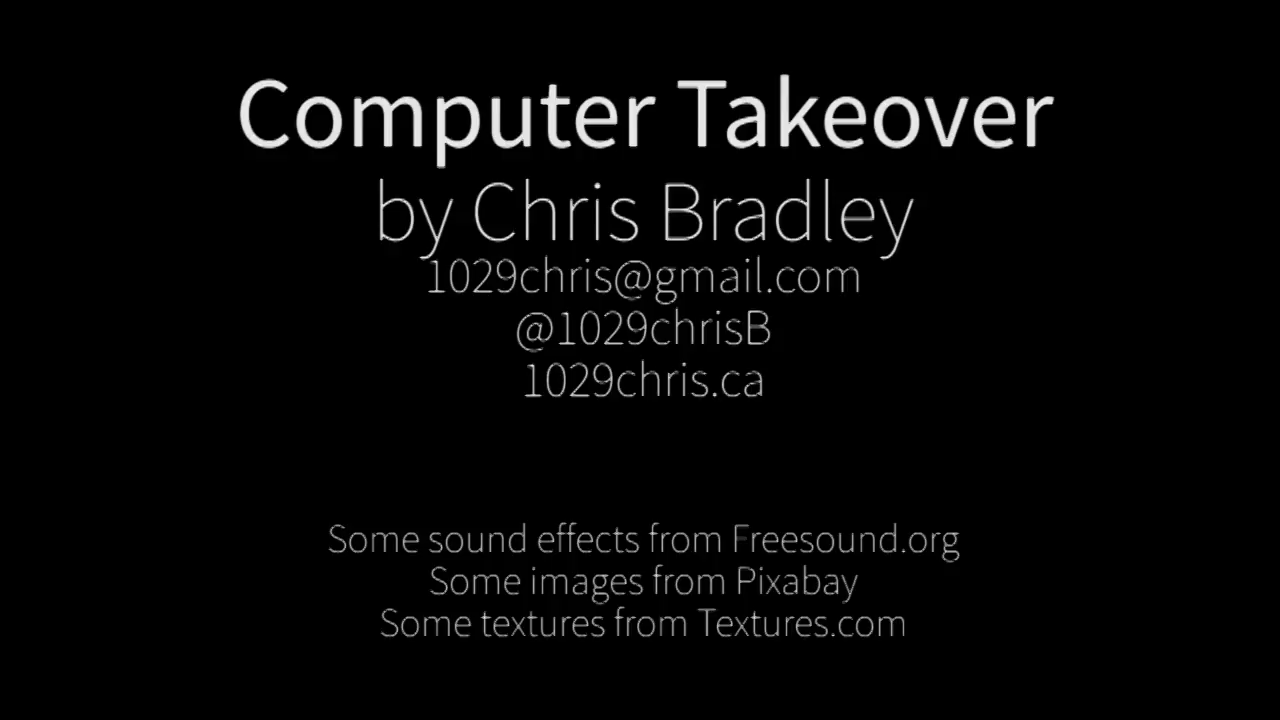 Computer Takeover
by Chris Bradley
1029chris@gmail.com
@1029chrisB
1029chris.ca
Some sound effects from Freesound.org
Some images from Pixabay
Some textures from Textures.com